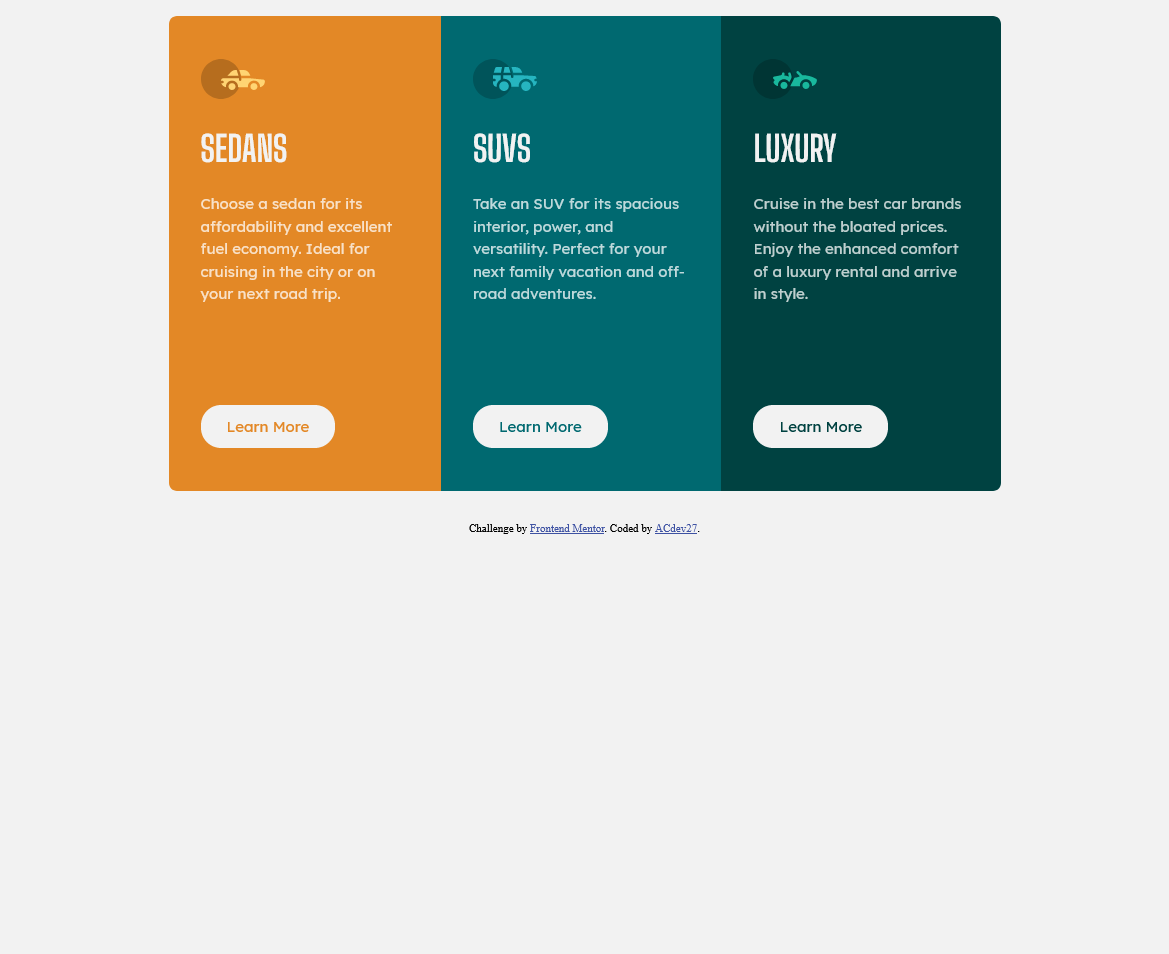 SEDANS
Choose a sedan for its
affordability and excellent
fuel economy. Ideal for
cruising in the city or on
your next road trip.
Learn More
SUVS
Take an SUV for its spacious
interior, power, and
versatility. Perfect for your
next family vacation and off-
road adventures.
Learn More
LUXURY
Cruise in the best car brands
without the bloated prices.
Enjoy the enhanced comfort
of a luxury rental and arrive
in style.
Learn More
Challenge by Frontend Mentor. Coded by ACdev27.